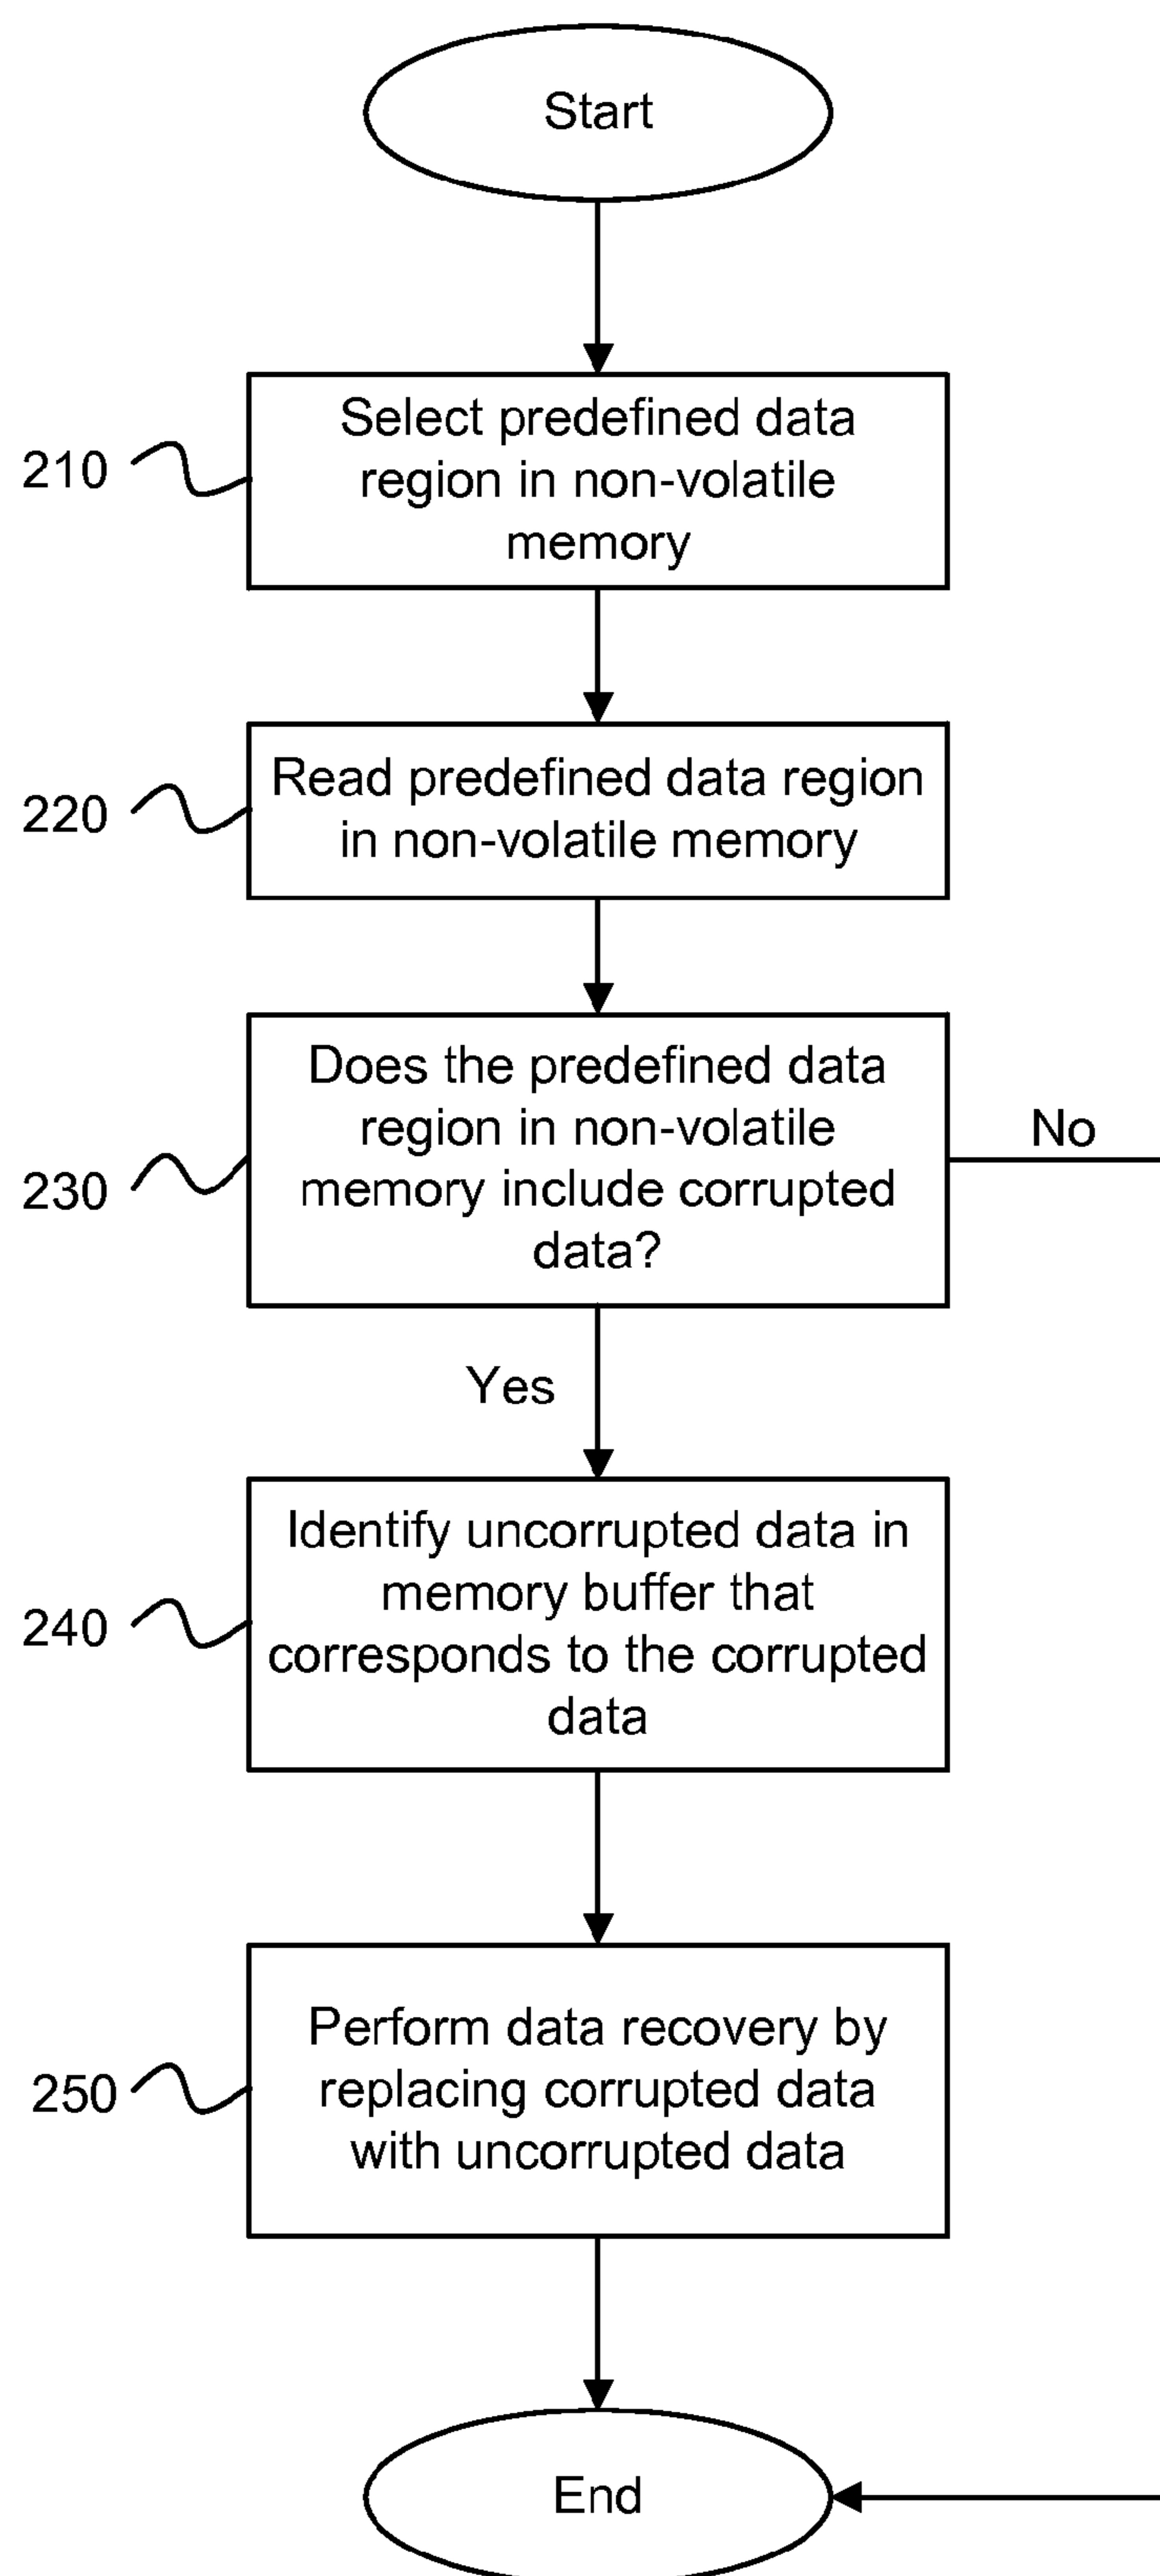 Start
210
Select predefined data
region in non-volatile
memory
220
Read predefined data region
in non-volatile memory
230
Does the predefined data
region in non-volatile
memory include corrupted
data?
No
Yes
240
Identify uncorrupted data in
memory buffer that
corresponds to the corrupted
data
250
Perform data recovery by
replacing corrupted data
with uncorrupted data
End